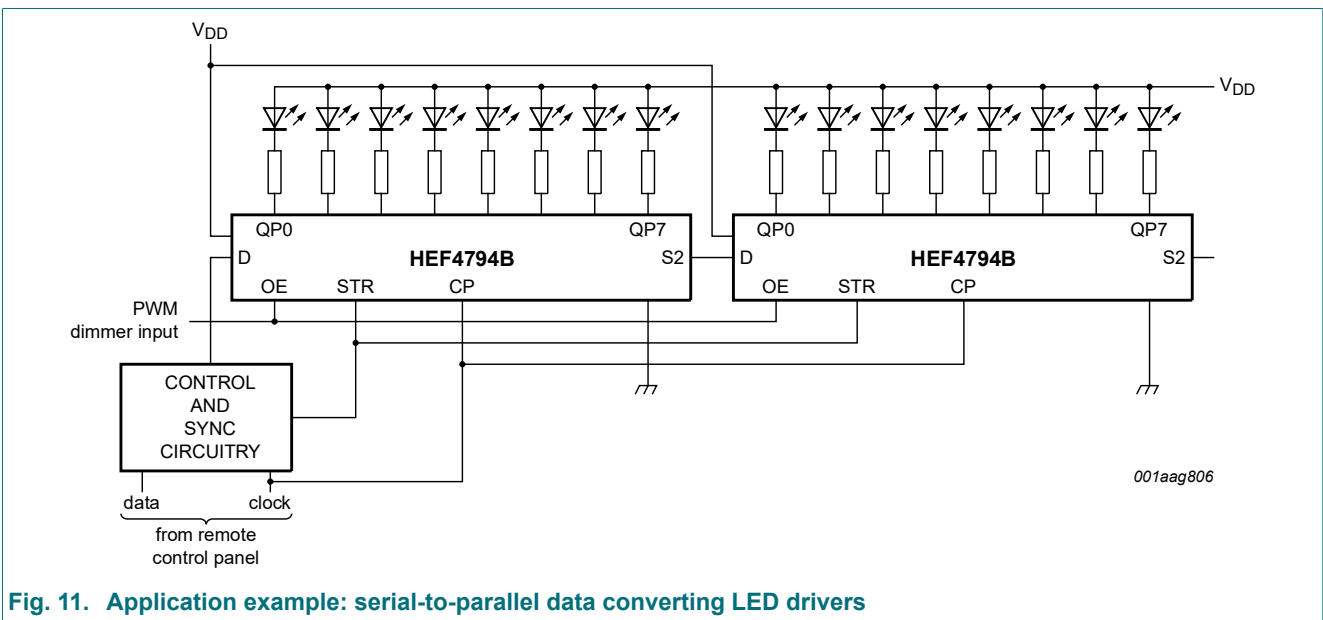 VDD
VDD
QP0 QP7
D HEF4794B S2
OE STR CP
QP0 QP7
D HEF4794B S2
OE STR CP
PWM
dimmer input
CONTROL
AND
SYNC
CIRCUITRY
data clock
from remote
control panel
001aag806
Fig. 11. Application example: serial-to-parallel data converting LED drivers